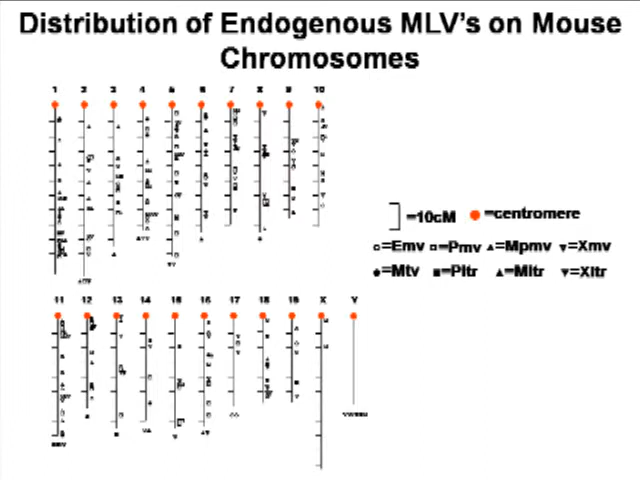 Distribution of Endogenous MLV's on Mouse
Chromosomes
1 2 3 4 5 6 7 8 9 10
=10cM =centromere
=Emv =Pmv =Mpmv =Xmv
=Mtv =Pltr =Mltr =Xltr
11 12 13 14 15 16 17 18 19 X Y